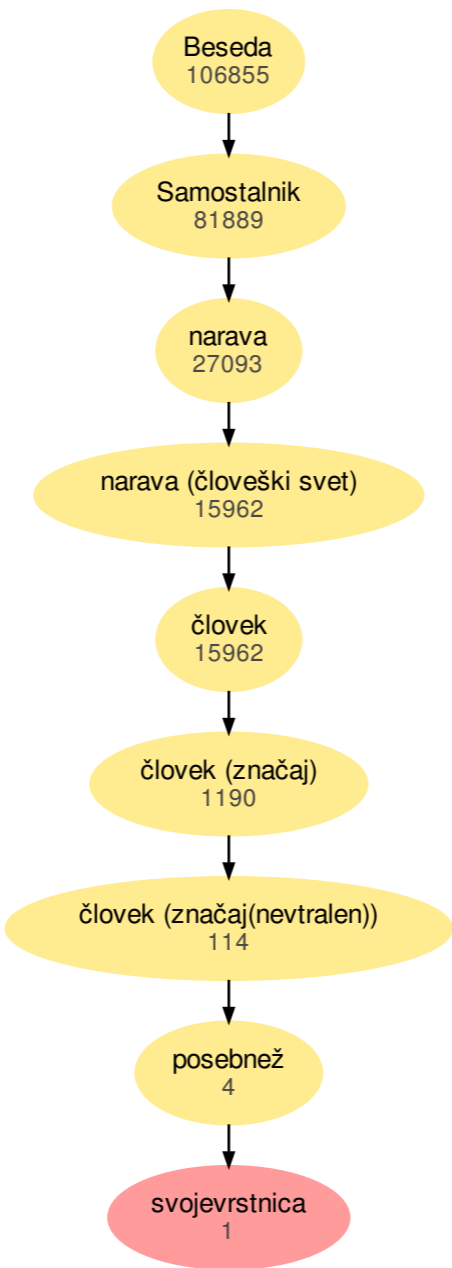 Beseda
106855
Samostalnik
81889
narava
27093
narava (človeški svet)
15962
človek
15962
človek (značaj)
1190
človek (značaj(nevtralen))
114
posebnež
4
svojevrstnica
1